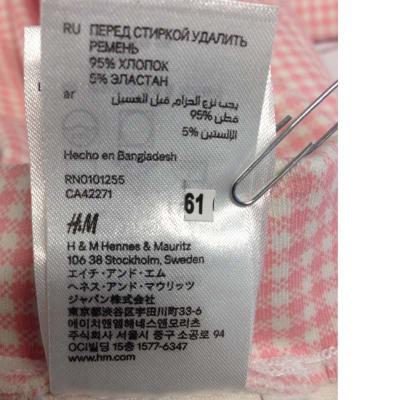 RU ПЕРЕД СТИРКОЙ УДАЛИТЬ
РЕМЕНЬ
95% ХЛОПОК
5% ЭЛАСТАН
ar يجب نزع الحزام قبل الغسيل
95% قطن
5% الإلستين
Hecho en Bangladesh
RN0101255
CA42271
61
H&M
H & M Hennes & Mauritz
106 38 Stockholm, Sweden
エイチ・アンド・エム
ヘネス・アンド・マウリッツ
ジャパン株式会社
東京都渋谷区宇田川町33-6
에이치앤엠헤네스앤모리츠
주식회사 서울시 중구 소공로 94
OCI빌딩 15층 1577-6347
www.hm.com